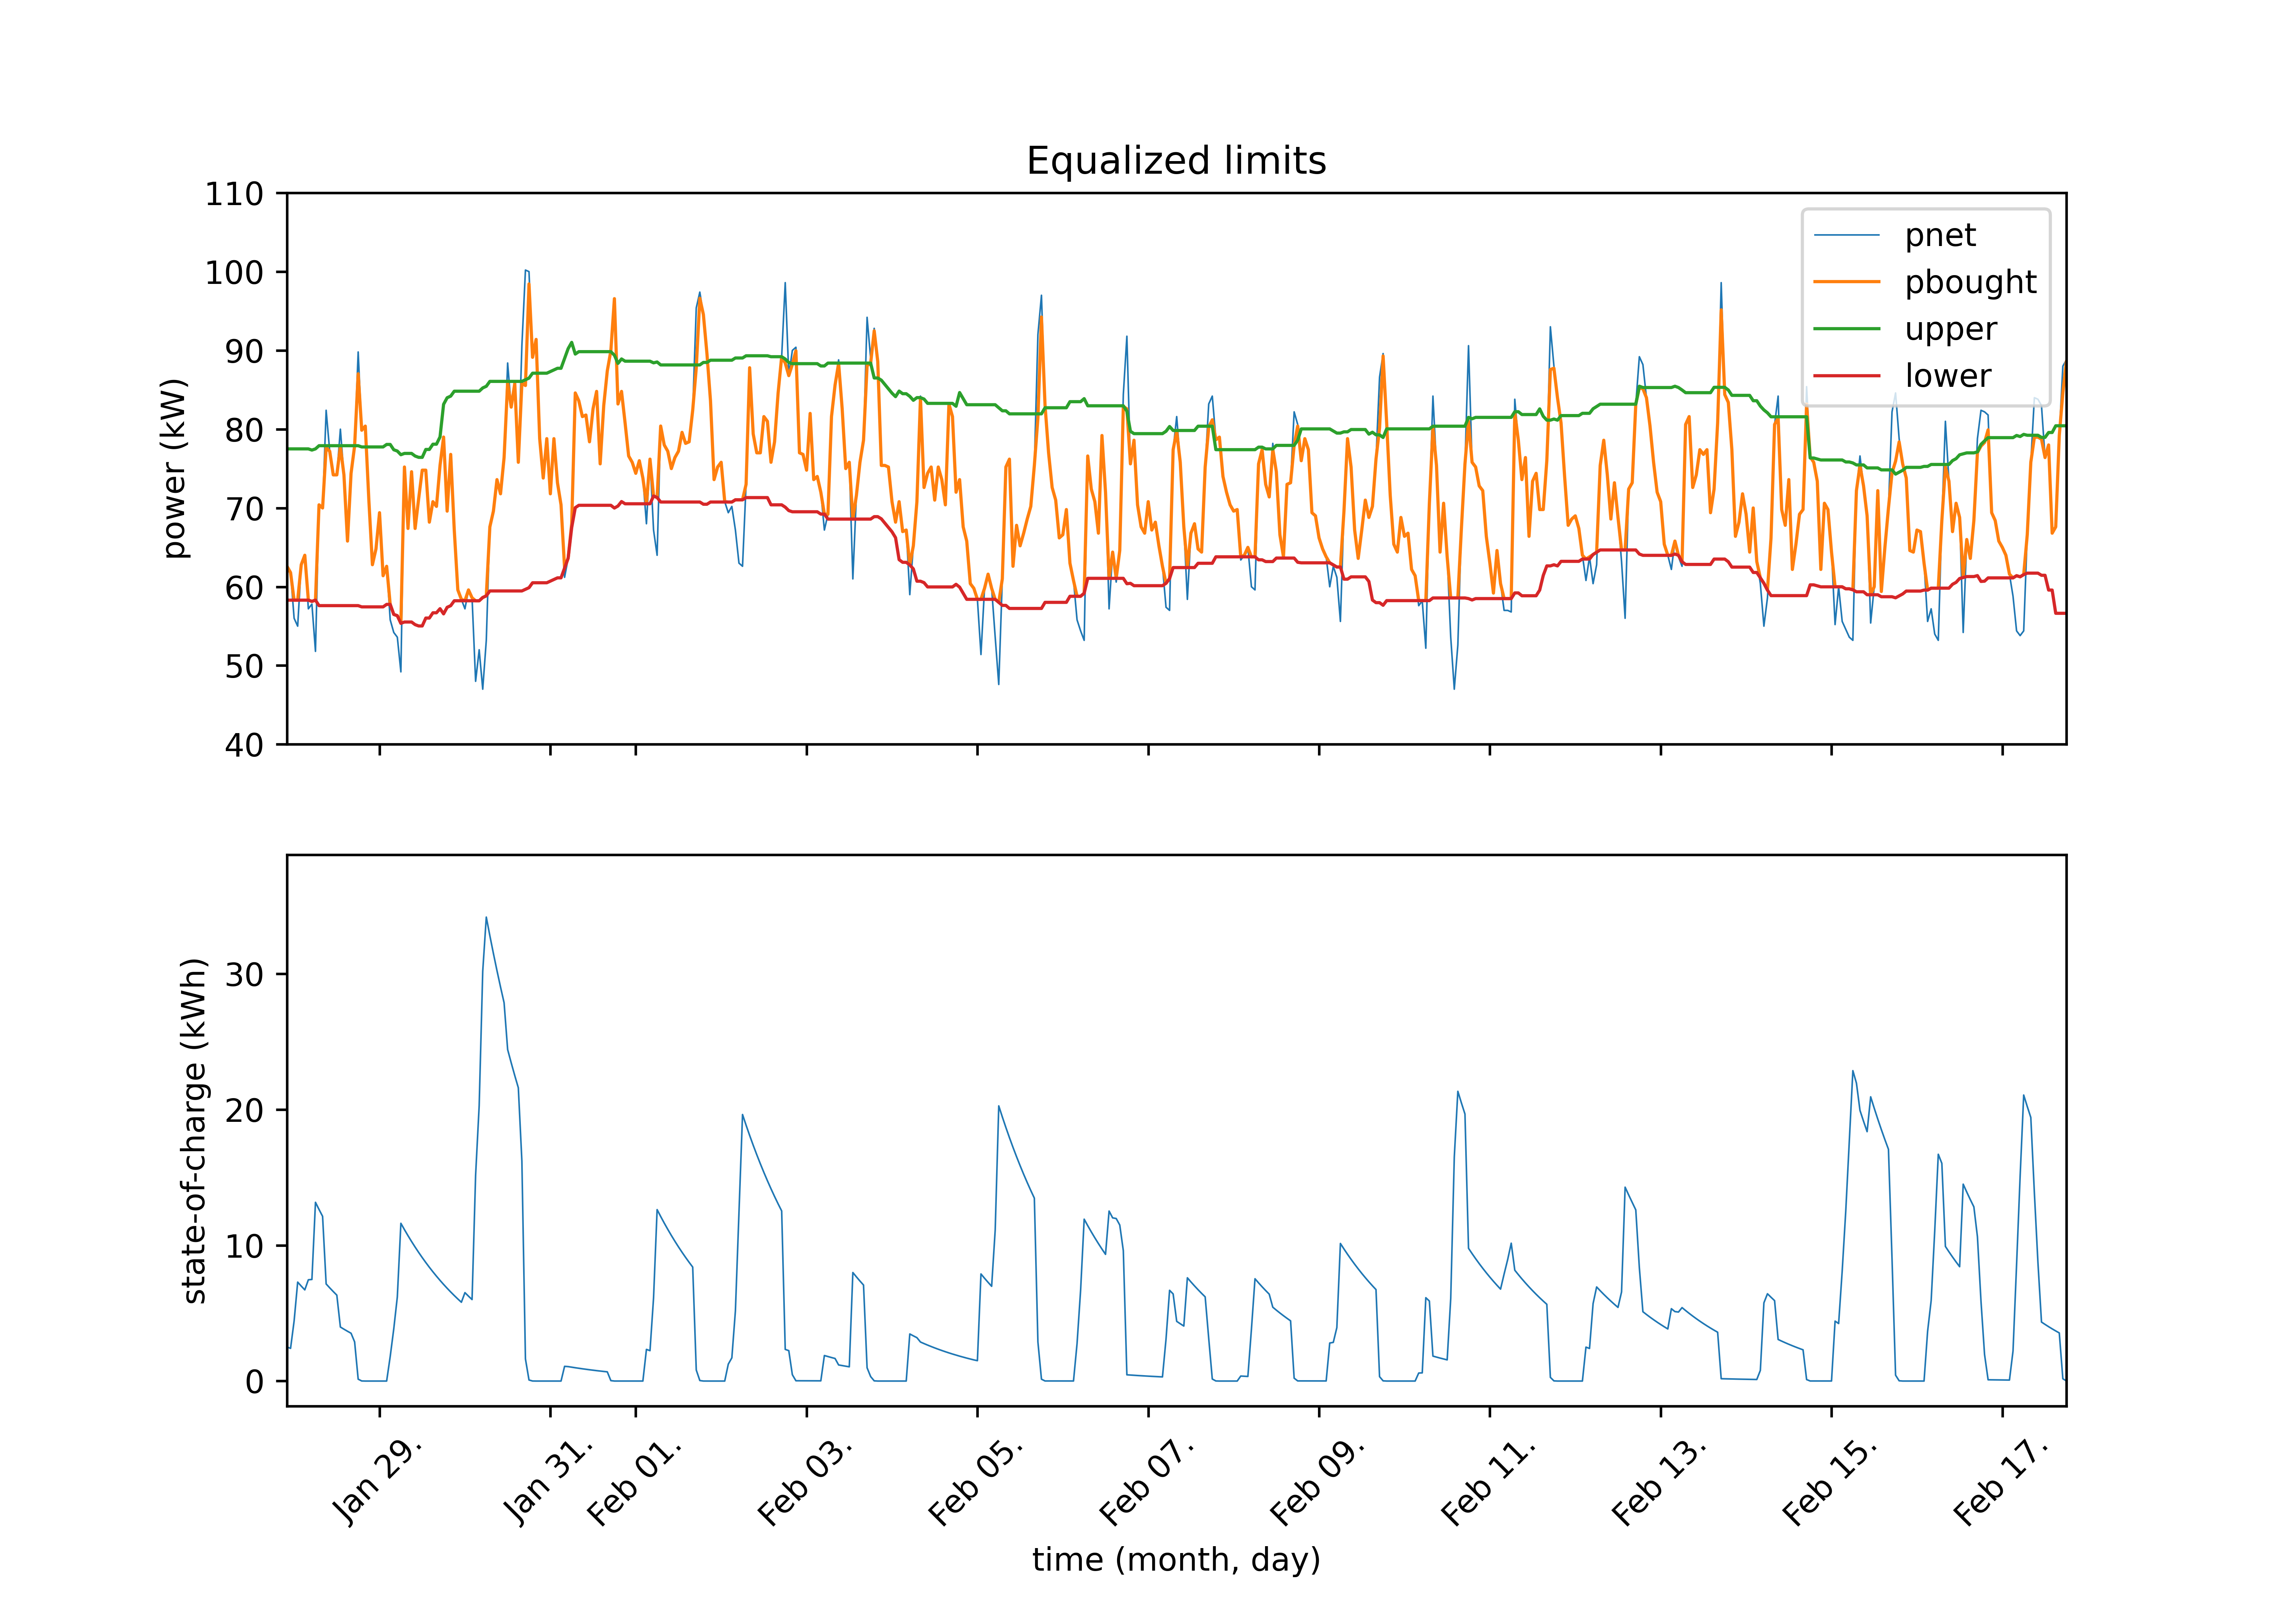 Equalized limits
110
100
90
80
70
60
50
40
power (kW)
pnet
pbought
upper
lower
30
20
10
0
state-of-charge (kWh)
Jan 29.
Jan 31.
Feb 01.
Feb 03.
Feb 05.
Feb 07.
Feb 09.
Feb 11.
Feb 13.
Feb 15.
Feb 17.
time (month, day)